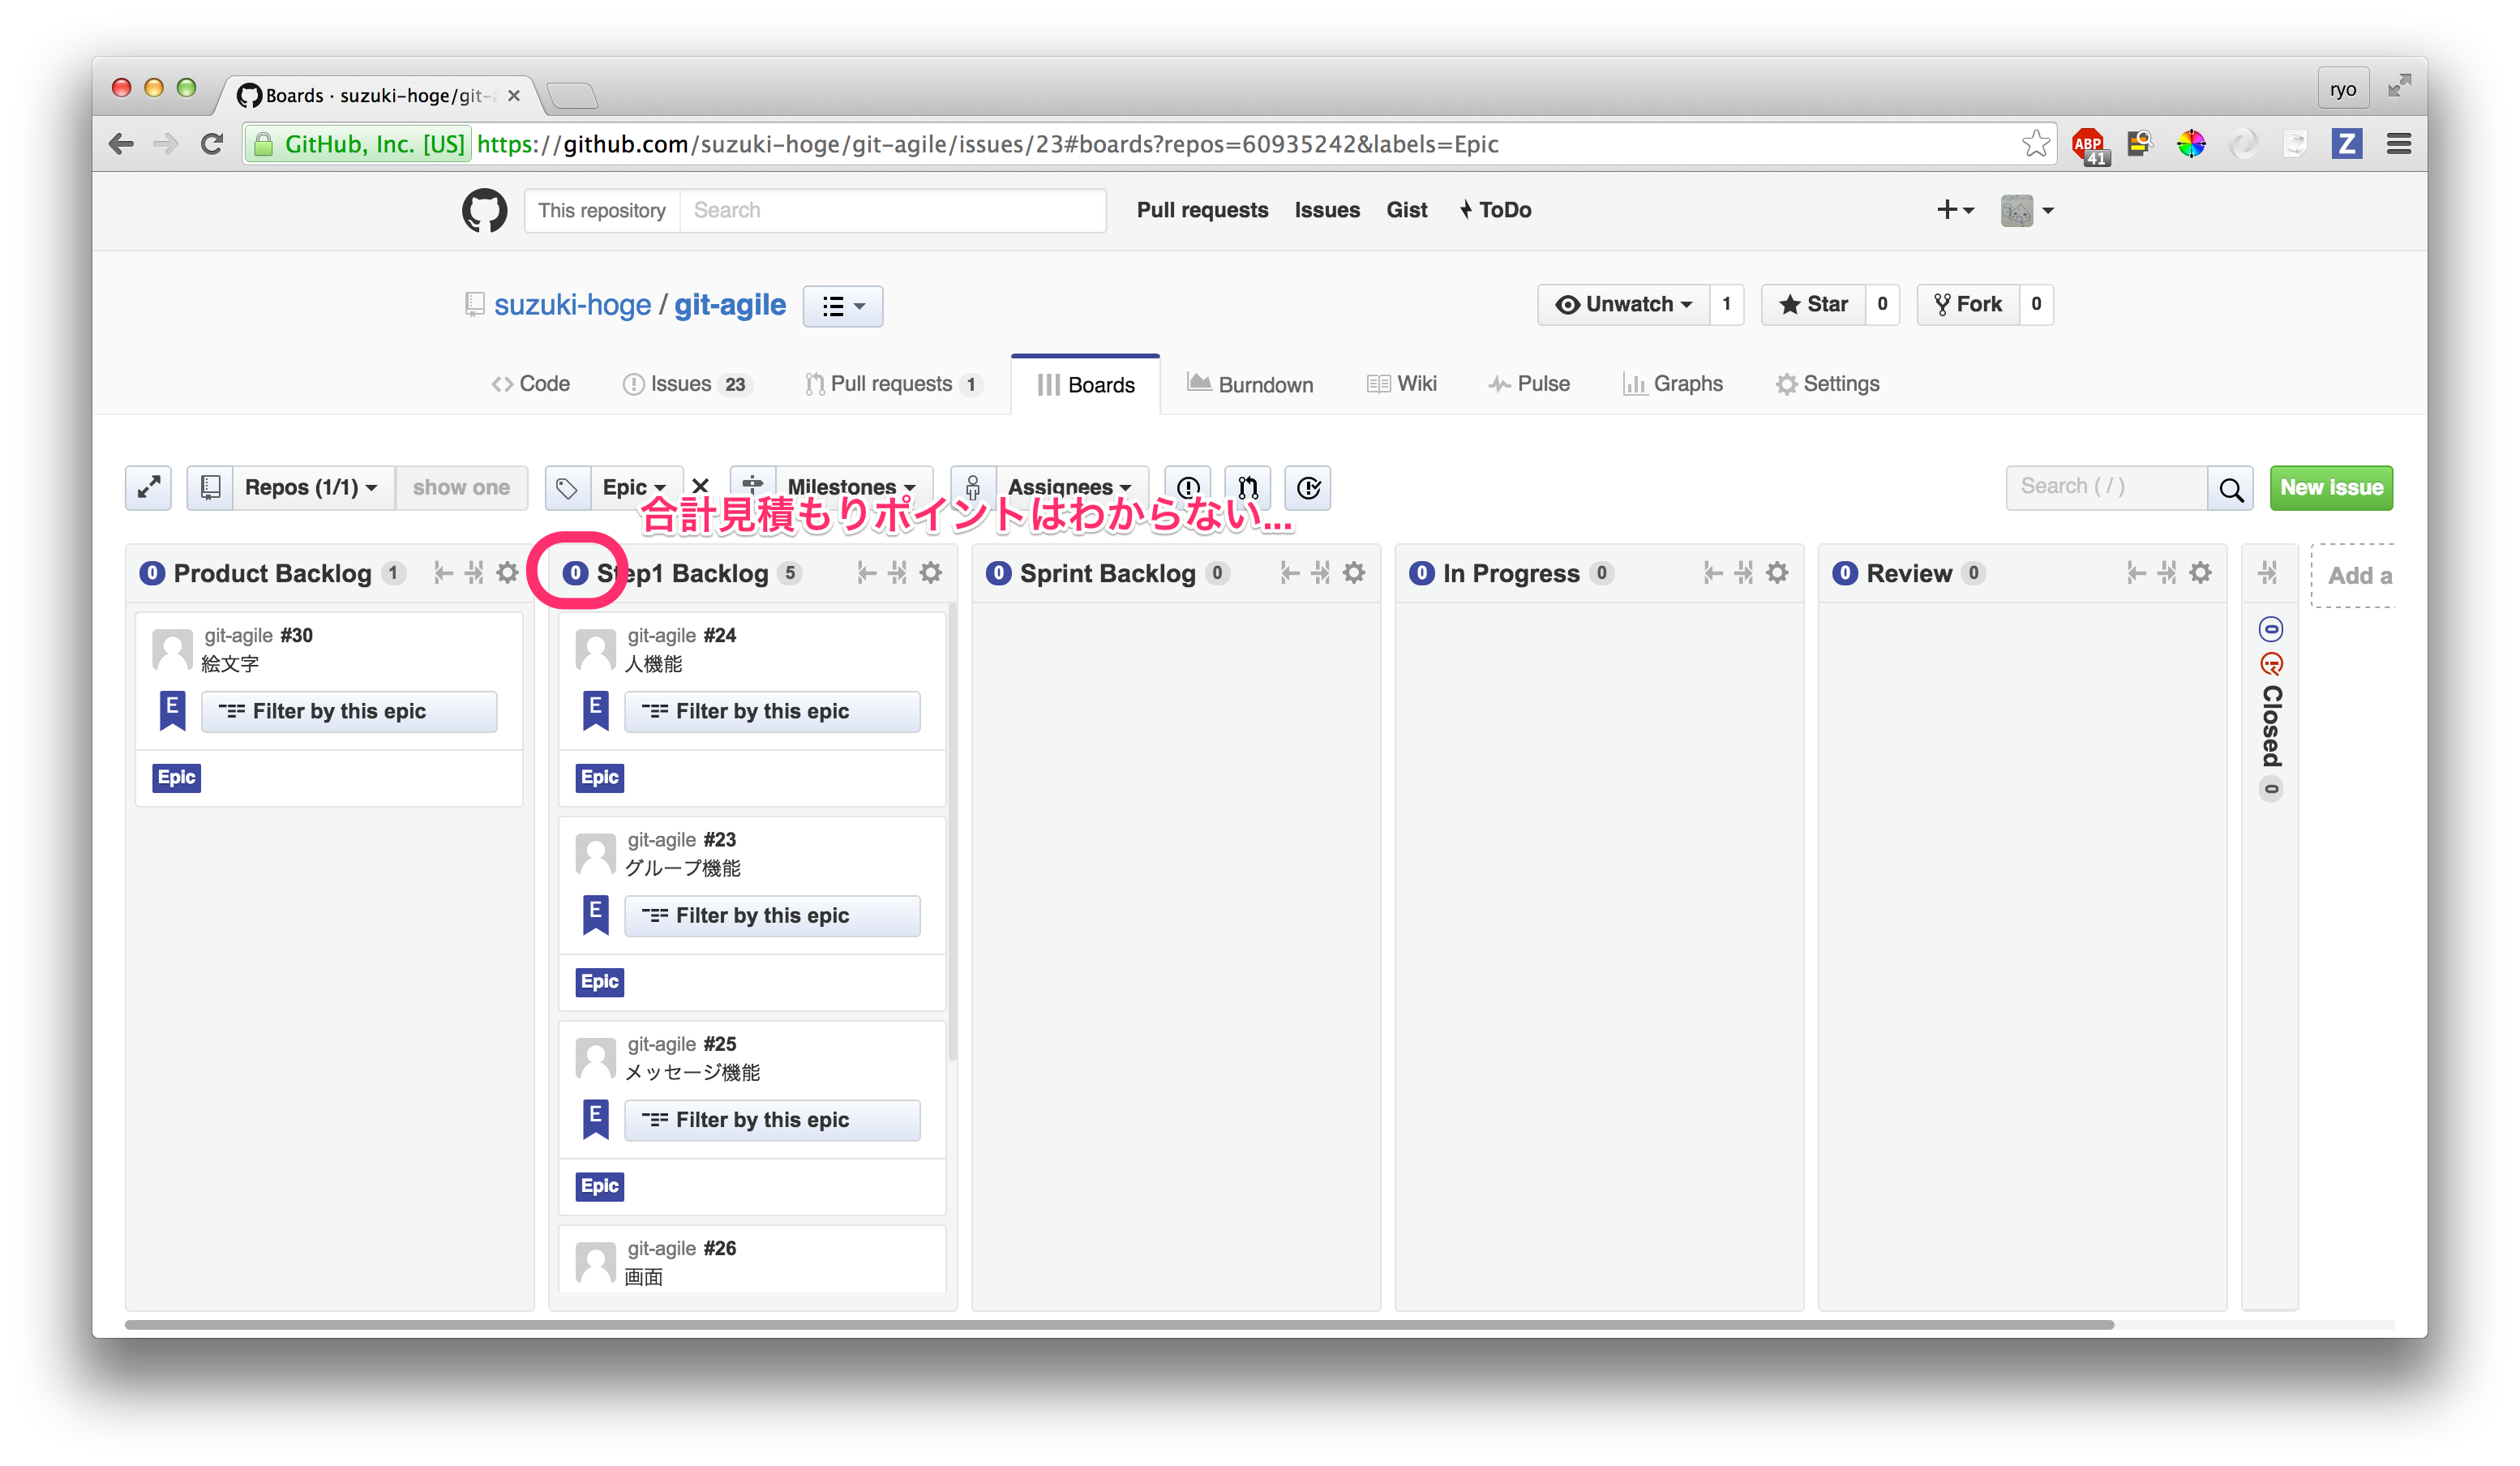 Boards · suzuki-hoge/git-a
ryo
GitHub, Inc. [US] https://github.com/suzuki-hoge/git-agile/issues/23#boards?repos=60935242&labels=Epic
ABP 41 Z
This repository Search Pull requests Issues Gist ToDo
suzuki-hoge / git-agile Unwatch 1 Star 0 Fork 0
Code Issues 23 Pull requests 1 Boards Burndown Wiki Pulse Graphs Settings
Repos (1/1) show one Epic Milestones Assignees Search ( / ) New issue
合計見積もりポイントはわからない...
0 Product Backlog 1
git-agile #30
絵文字
E Filter by this epic
Epic
0 Step1 Backlog 5
git-agile #24
人機能
E Filter by this epic
Epic
git-agile #23
グループ機能
E Filter by this epic
Epic
git-agile #25
メッセージ機能
E Filter by this epic
Epic
git-agile #26
画面
0 Sprint Backlog 0
0 In Progress 0
0 Review 0
0 Closed 0
Add a